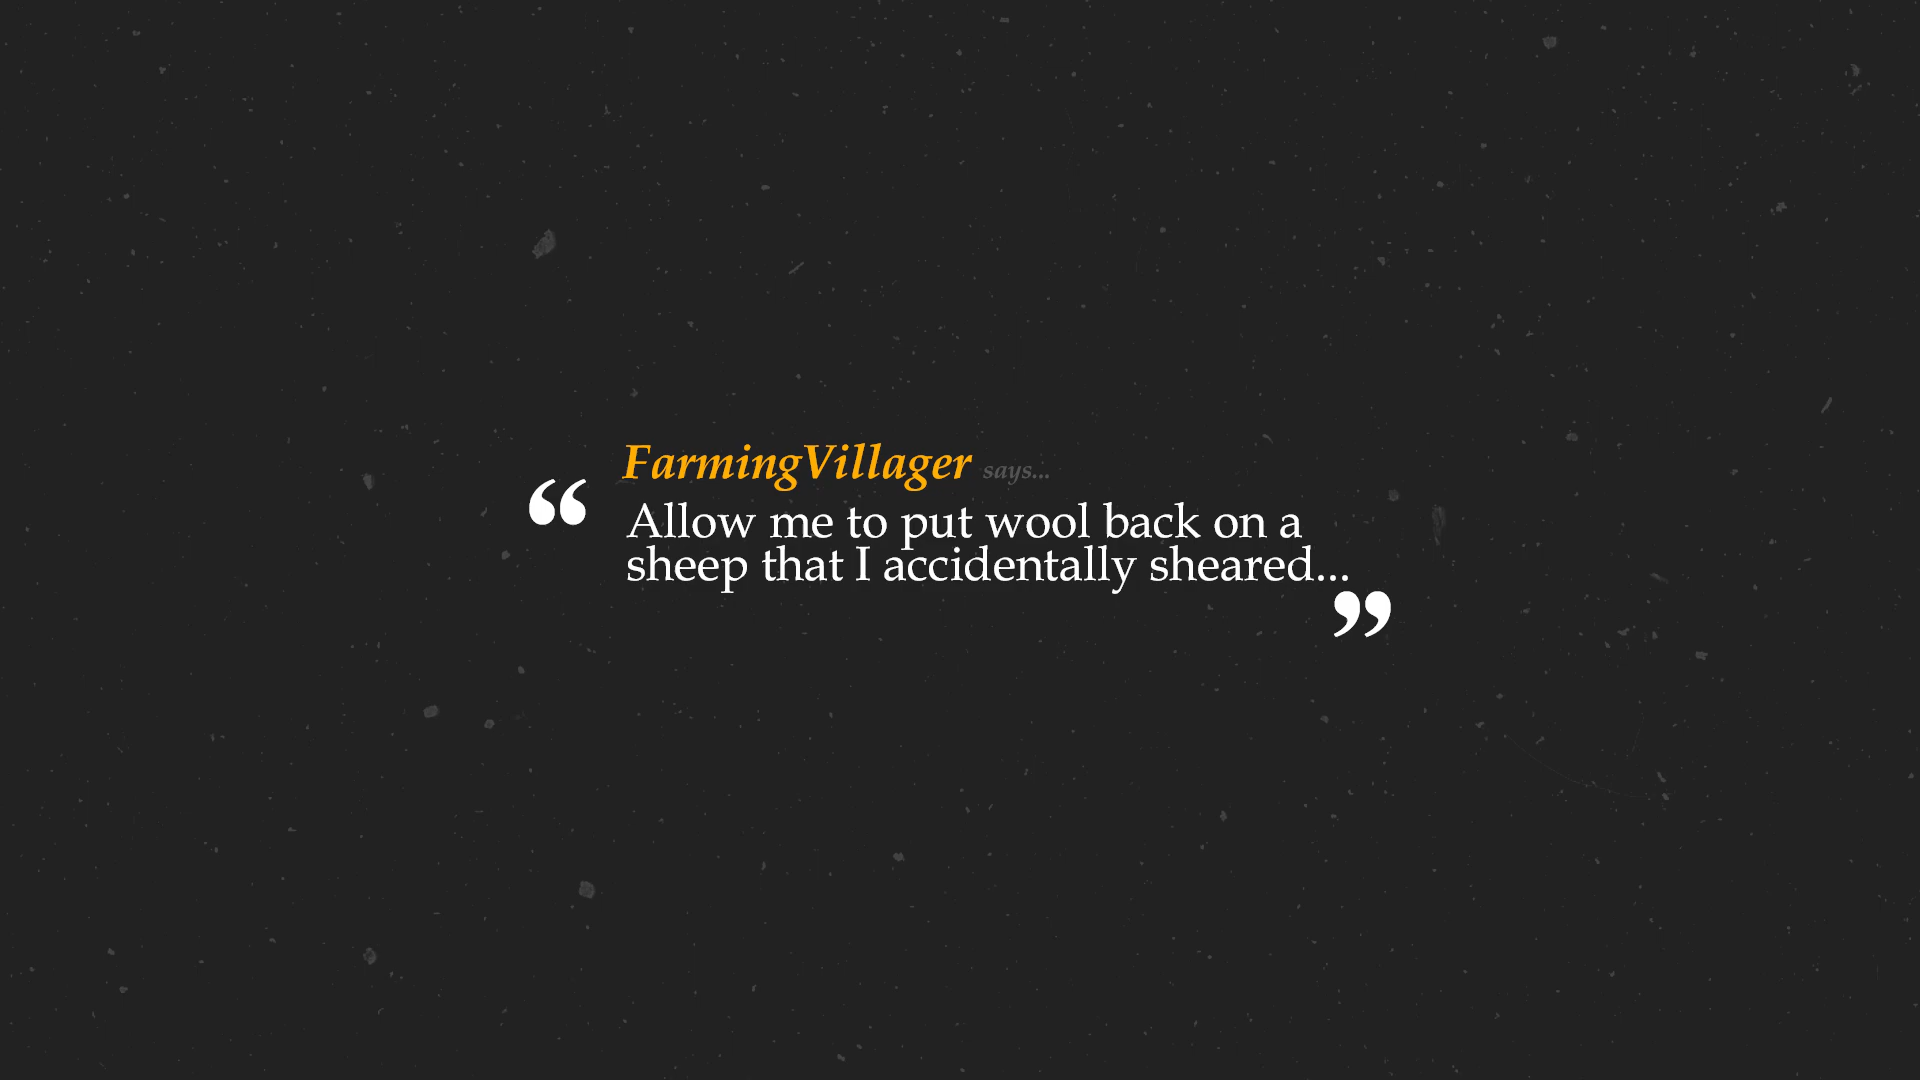 FarmingVillager says...
“Allow me to put wool back on a
sheep that I accidentally sheared...”